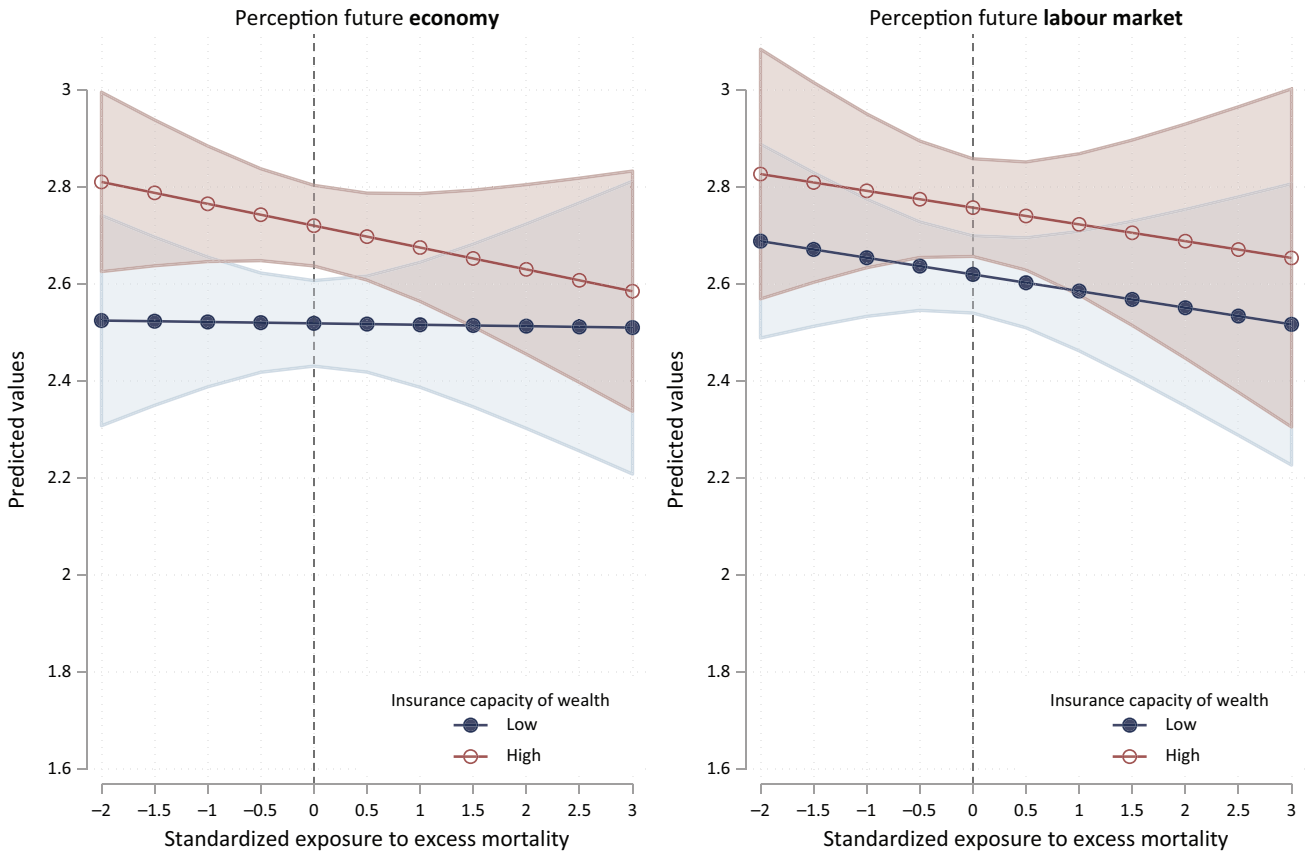 Perception future economy
Predicted values
3
2.8
2.6
2.4
2.2
2
1.8
1.6
Insurance capacity of wealth
Low
High
–2 –1.5 –1 –0.5 0 0.5 1 1.5 2 2.5 3
Standardized exposure to excess mortality
Perception future labour market
Predicted values
3
2.8
2.6
2.4
2.2
2
1.8
1.6
Insurance capacity of wealth
Low
High
–2 –1.5 –1 –0.5 0 0.5 1 1.5 2 2.5 3
Standardized exposure to excess mortality